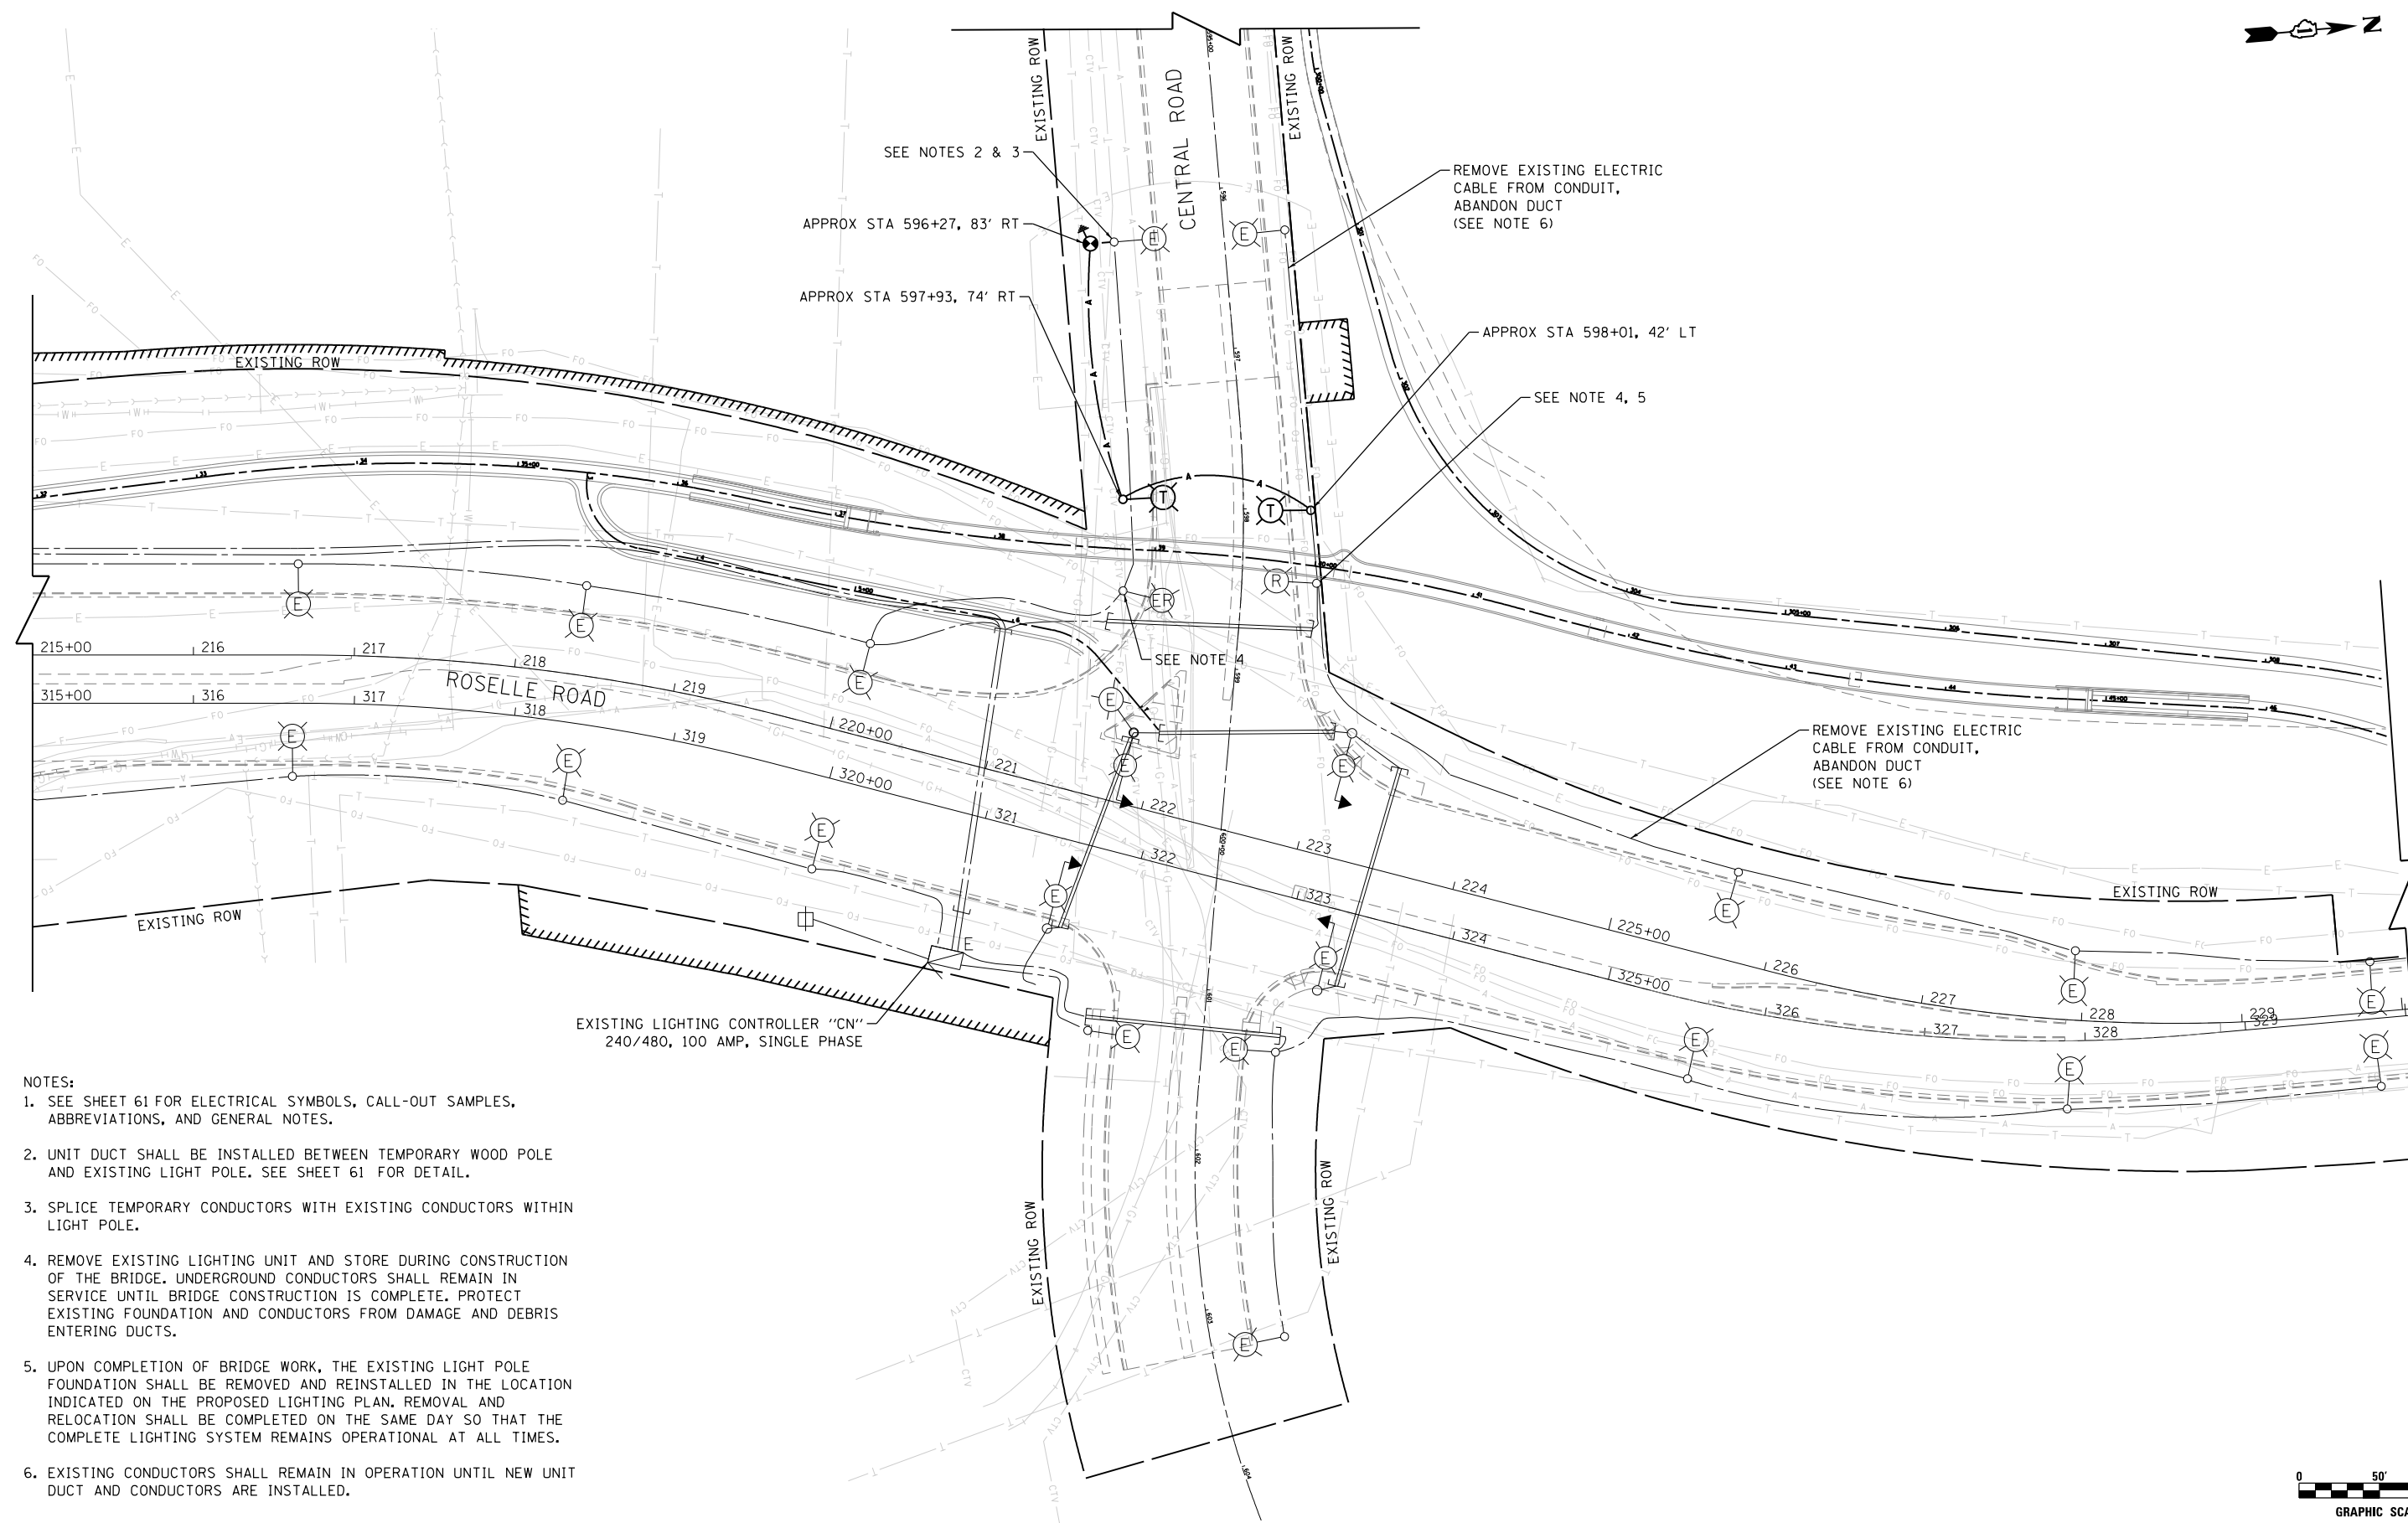 N
EXISTING ROW
CENTRAL ROAD
EXISTING ROW
SEE NOTES 2 & 3
REMOVE EXISTING ELECTRIC
CABLE FROM CONDUIT,
ABANDON DUCT
(SEE NOTE 6)
APPROX STA 596+27, 83' RT
APPROX STA 597+93, 74' RT
APPROX STA 598+01, 42' LT
EXISTING ROW
SEE NOTE 4, 5
SEE NOTE 4
215+00 216 217 218 219 220+00 221 222 223 224 225+00 226 227 228 229
ROSELLE ROAD
315+00 316 317 318 319 320+00 321 322 323 324 325+00 326 327 328 329
REMOVE EXISTING ELECTRIC
CABLE FROM CONDUIT,
ABANDON DUCT
(SEE NOTE 6)
EXISTING ROW
EXISTING ROW
EXISTING LIGHTING CONTROLLER "CN"
240/480, 100 AMP, SINGLE PHASE
EXISTING ROW
EXISTING ROW
NOTES:
1. SEE SHEET 61 FOR ELECTRICAL SYMBOLS, CALL-OUT SAMPLES,
ABBREVIATIONS, AND GENERAL NOTES.
2. UNIT DUCT SHALL BE INSTALLED BETWEEN TEMPORARY WOOD POLE
AND EXISTING LIGHT POLE. SEE SHEET 61 FOR DETAIL.
3. SPLICE TEMPORARY CONDUCTORS WITH EXISTING CONDUCTORS WITHIN
LIGHT POLE.
4. REMOVE EXISTING LIGHTING UNIT AND STORE DURING CONSTRUCTION
OF THE BRIDGE. UNDERGROUND CONDUCTORS SHALL REMAIN IN
SERVICE UNTIL BRIDGE CONSTRUCTION IS COMPLETE. PROTECT
EXISTING FOUNDATION AND CONDUCTORS FROM DAMAGE AND DEBRIS
ENTERING DUCTS.
5. UPON COMPLETION OF BRIDGE WORK, THE EXISTING LIGHT POLE
FOUNDATION SHALL BE REMOVED AND REINSTALLED IN THE LOCATION
INDICATED ON THE PROPOSED LIGHTING PLAN. REMOVAL AND
RELOCATION SHALL BE COMPLETED ON THE SAME DAY SO THAT THE
COMPLETE LIGHTING SYSTEM REMAINS OPERATIONAL AT ALL TIMES.
6. EXISTING CONDUCTORS SHALL REMAIN IN OPERATION UNTIL NEW UNIT
DUCT AND CONDUCTORS ARE INSTALLED.
0 50'
GRAPHIC SCA